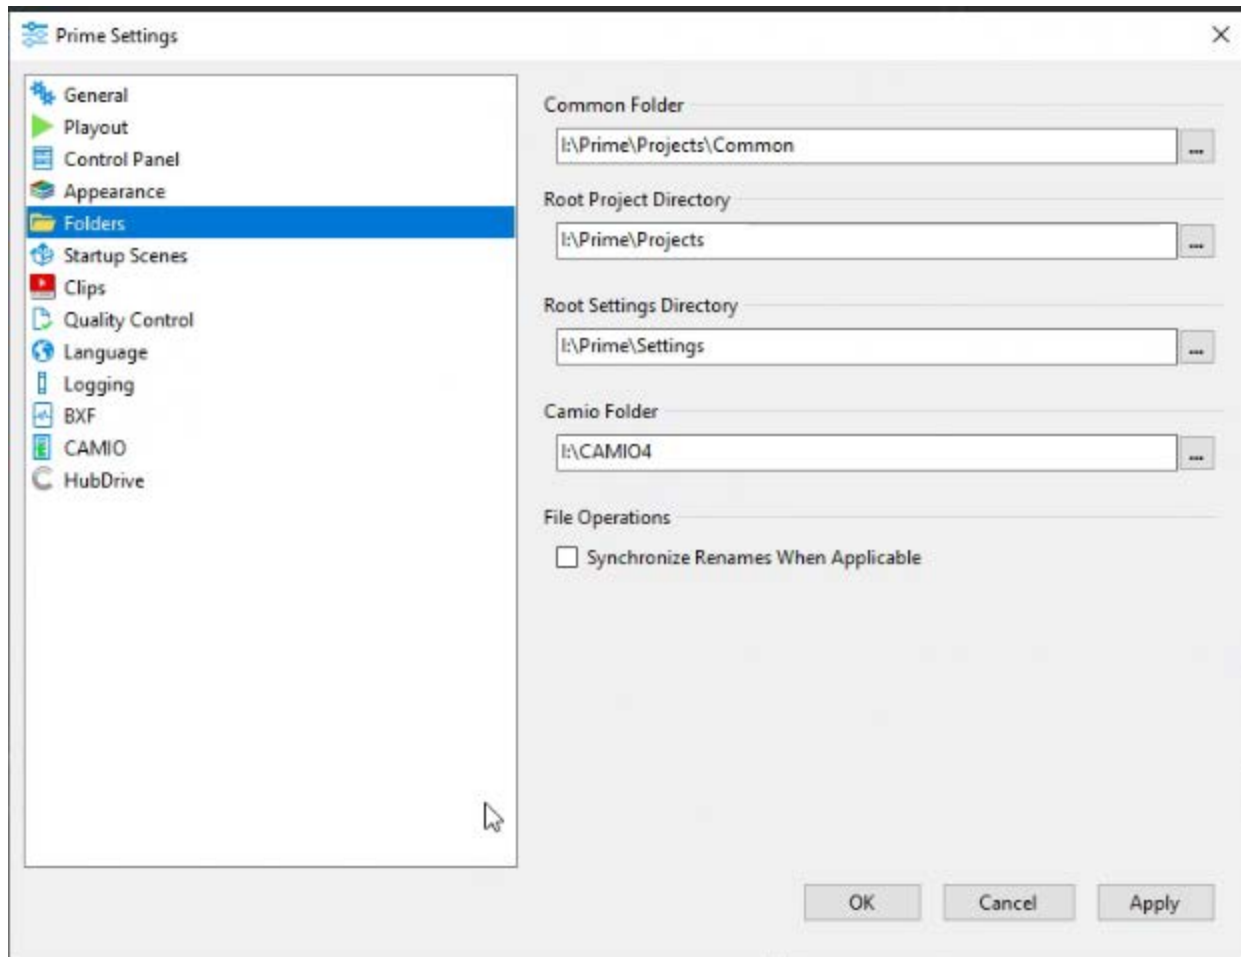 Prime Settings
General
Playout
Control Panel
Appearance
Folders
Startup Scenes
Clips
Quality Control
Language
Logging
BXF
CAMIO
HubDrive
Common Folder
I:\Prime\Projects\Common
...
Root Project Directory
I:\Prime\Projects
...
Root Settings Directory
I:\Prime\Settings
...
Camio Folder
I:\CAMIO4
...
File Operations
Synchronize Renames When Applicable
OK
Cancel
Apply